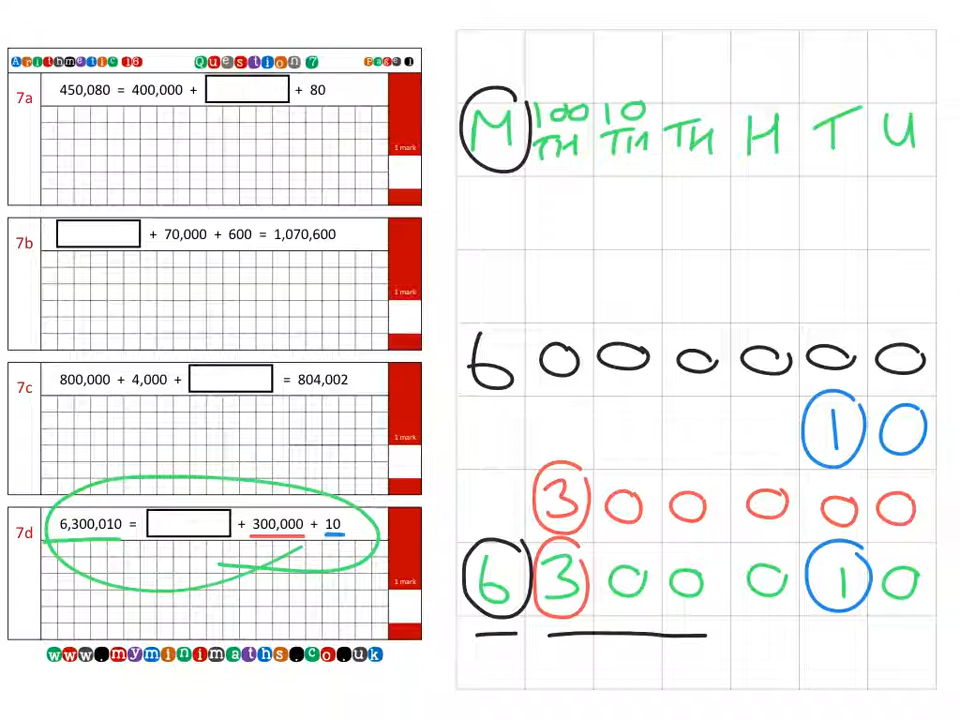 Arithmetic 18 Question 7 Page 1
7a 450,080 = 400,000 + + 80
1 mark
7b + 70,000 + 600 = 1,070,600
1 mark
7c 800,000 + 4,000 + = 804,002
1 mark
7d 6,300,010 = + 300,000 + 10
1 mark
www.myminimaths.co.uk
M 100 TH 10 TH TH H T U
6 0 0 0 0 0 0
1 0
3 0 0 0 0 0
6 3 0 0 0 1 0